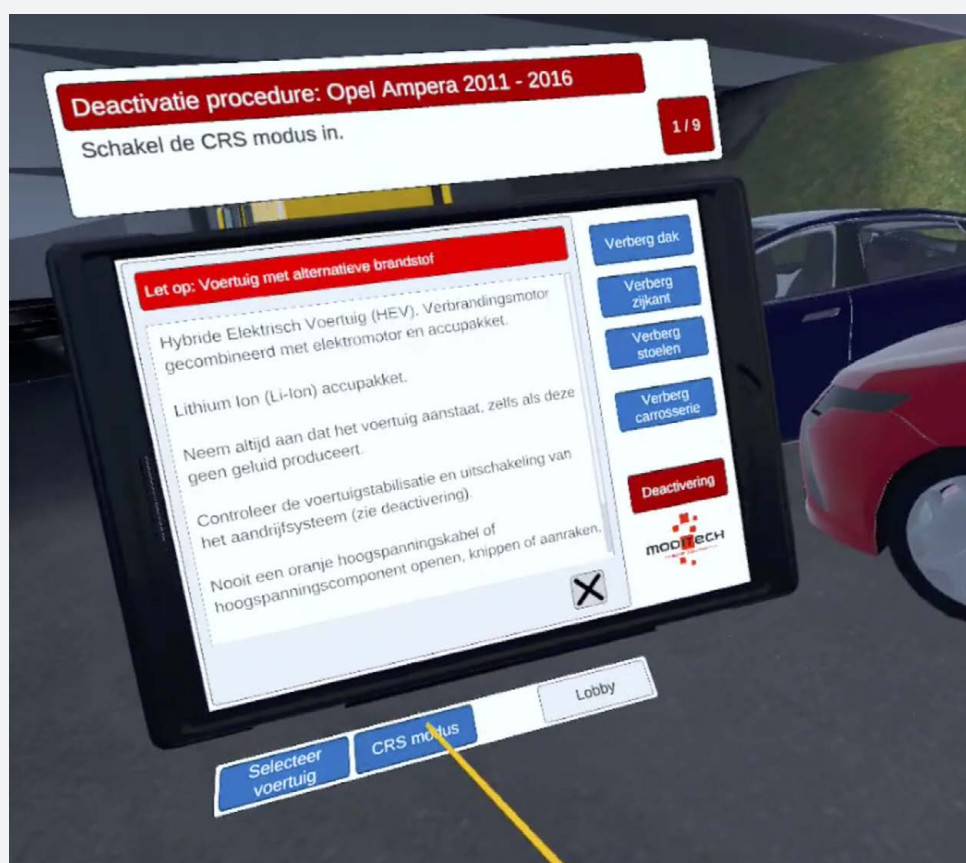 Deactivatie procedure: Opel Ampera 2011 - 2016
Schakel de CRS modus in.
1 / 9
Let op: Voertuig met alternatieve brandstof
Hybride Elektrisch Voertuig (HEV). Verbrandingsmotor
gecombineerd met elektromotor en accupakket.
Lithium Ion (Li-Ion) accupakket.
Neem altijd aan dat het voertuig aanstaat, zelfs als deze
geen geluid produceert.
Controleer de voertuigstabilisatie en uitschakeling van
het aandrijfsysteem (zie deactivering).
Nooit een oranje hoogspanningskabel of
hoogspanningscomponent openen, knippen of aanraken.
Verberg dak
Verberg
zijkant
Verberg
stoelen
Verberg
carrosserie
Deactivering
MODITECH
Selecteer
voertuig
CRS modus
Lobby